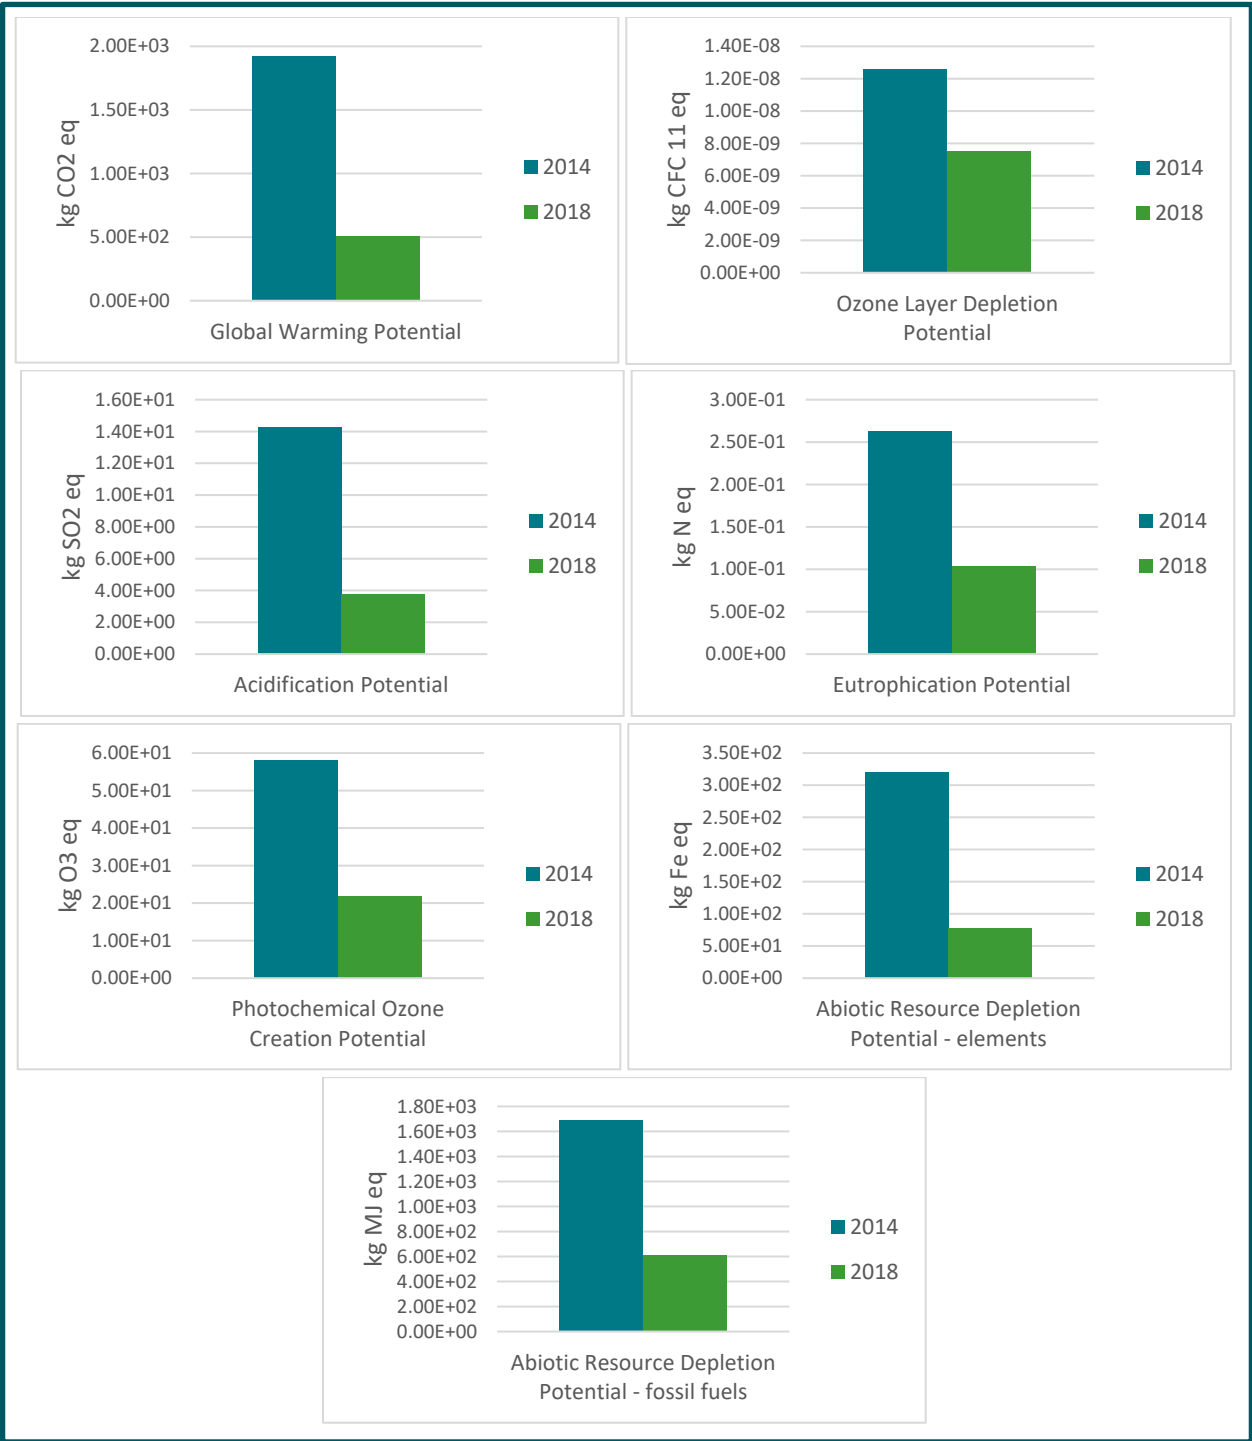 2.00E+03
1.50E+03
1.00E+03
5.00E+02
0.00E+00
kg CO2 eq
Global Warming Potential
2014
2018
1.40E-08
1.20E-08
1.00E-08
8.00E-09
6.00E-09
4.00E-09
2.00E-09
0.00E+00
kg CFC 11 eq
Ozone Layer Depletion
Potential
2014
2018
1.60E+01
1.40E+01
1.20E+01
1.00E+01
8.00E+00
6.00E+00
4.00E+00
2.00E+00
0.00E+00
kg SO2 eq
Acidification Potential
2014
2018
3.00E-01
2.50E-01
2.00E-01
1.50E-01
1.00E-01
5.00E-02
0.00E+00
kg N eq
Eutrophication Potential
2014
2018
6.00E+01
5.00E+01
4.00E+01
3.00E+01
2.00E+01
1.00E+01
0.00E+00
kg O3 eq
Photochemical Ozone
Creation Potential
2014
2018
3.50E+02
3.00E+02
2.50E+02
2.00E+02
1.50E+02
1.00E+02
5.00E+01
0.00E+00
kg Fe eq
Abiotic Resource Depletion
Potential - elements
2014
2018
1.80E+03
1.60E+03
1.40E+03
1.20E+03
1.00E+03
8.00E+02
6.00E+02
4.00E+02
2.00E+02
0.00E+00
kg MJ eq
Abiotic Resource Depletion
Potential - fossil fuels
2014
2018